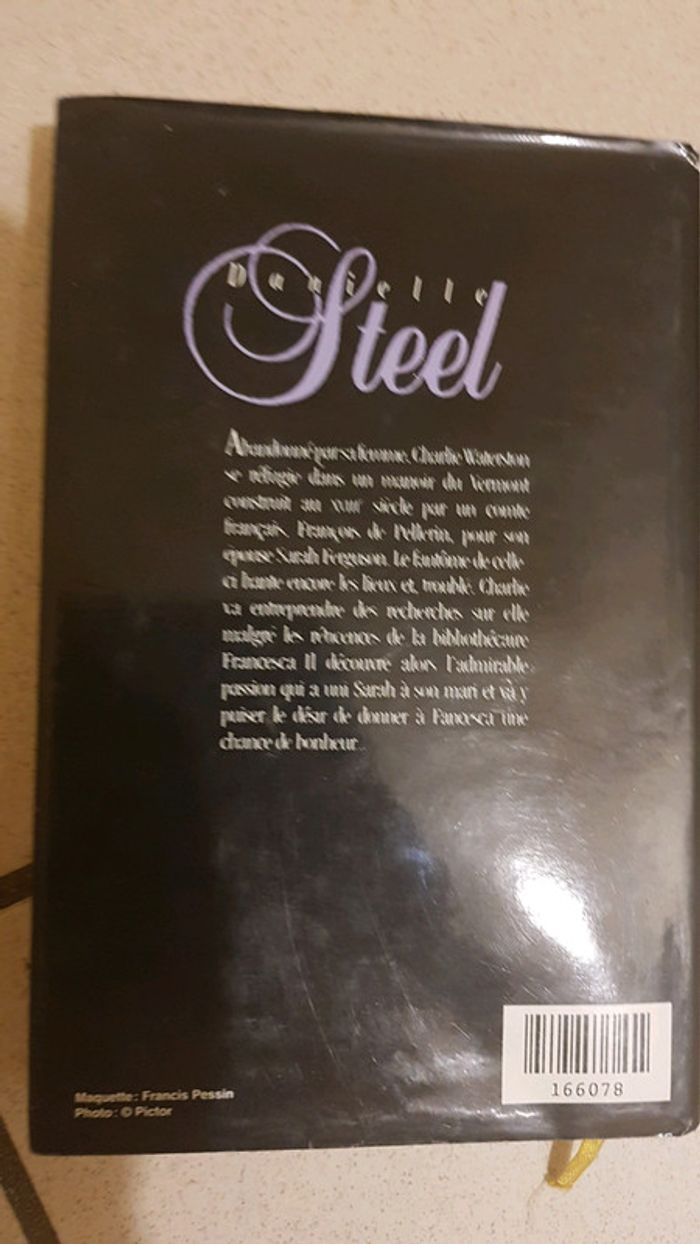 Danielle
Steel
Abandonné par sa femme, Charlie Waterston
se réfugie dans un manoir du Vermont
construit au XVIIIᵉ siècle par un comte
français, François de Pellerin, pour son
épouse Sarah Ferguson. Le fantôme de celle-
ci hante encore les lieux et, troublé, Charlie
va entreprendre des recherches sur elle
malgré les réticences de la bibliothécaire
Francesca. Il découvre alors l'admirable
passion qui a uni Sarah à son mari et va y
puiser le désir de donner à Fancesca une
chance de bonheur...
166078
Maquette : Francis Pessin
Photo : © Pictor